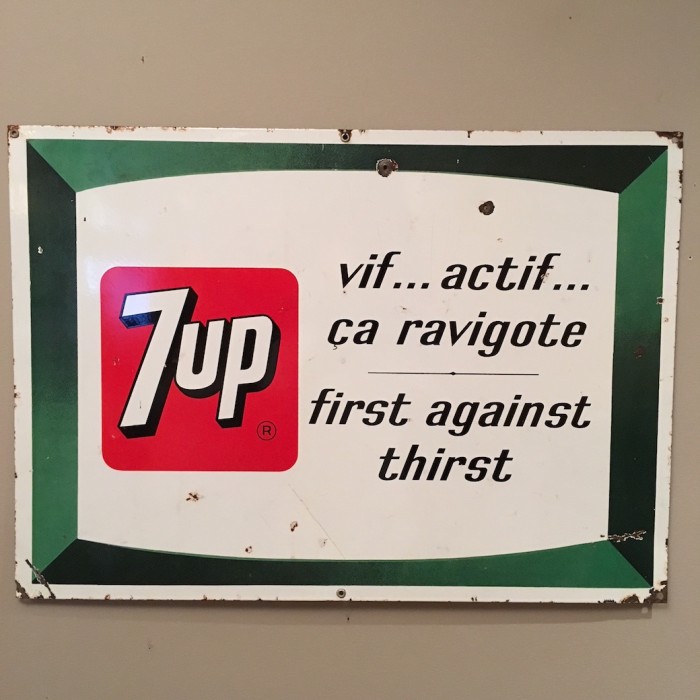 7up
®
vif... actif...
ça ravigote
first against
thirst